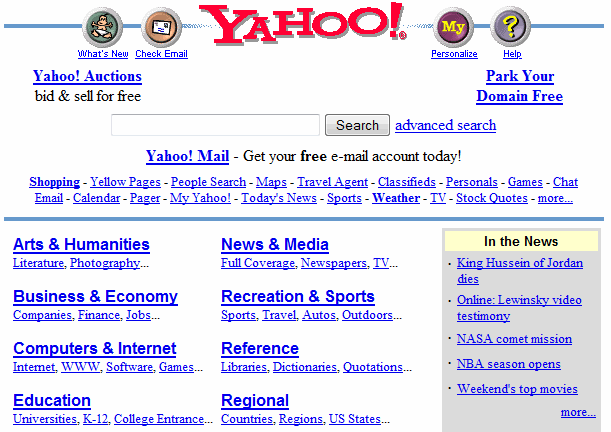 YAHOO!
My
?
What's New Check Email Personalize Help
Yahoo! Auctions
bid & sell for free
Park Your
Domain Free
Search advanced search
Yahoo! Mail - Get your free e-mail account today!
Shopping - Yellow Pages - People Search - Maps - Travel Agent - Classifieds - Personals - Games - Chat
Email - Calendar - Pager - My Yahoo! - Today's News - Sports - Weather - TV - Stock Quotes - more...
Arts & Humanities
Literature, Photography...
News & Media
Full Coverage, Newspapers, TV...
Business & Economy
Companies, Finance, Jobs...
Recreation & Sports
Sports, Travel, Autos, Outdoors...
Computers & Internet
Internet, WWW, Software, Games...
Reference
Libraries, Dictionaries, Quotations...
Education
Universities, K-12, College Entrance...
Regional
Countries, Regions, US States...
In the News
· King Hussein of Jordan
dies
· Online: Lewinsky video
testimony
· NASA comet mission
· NBA season opens
· Weekend's top movies
more...